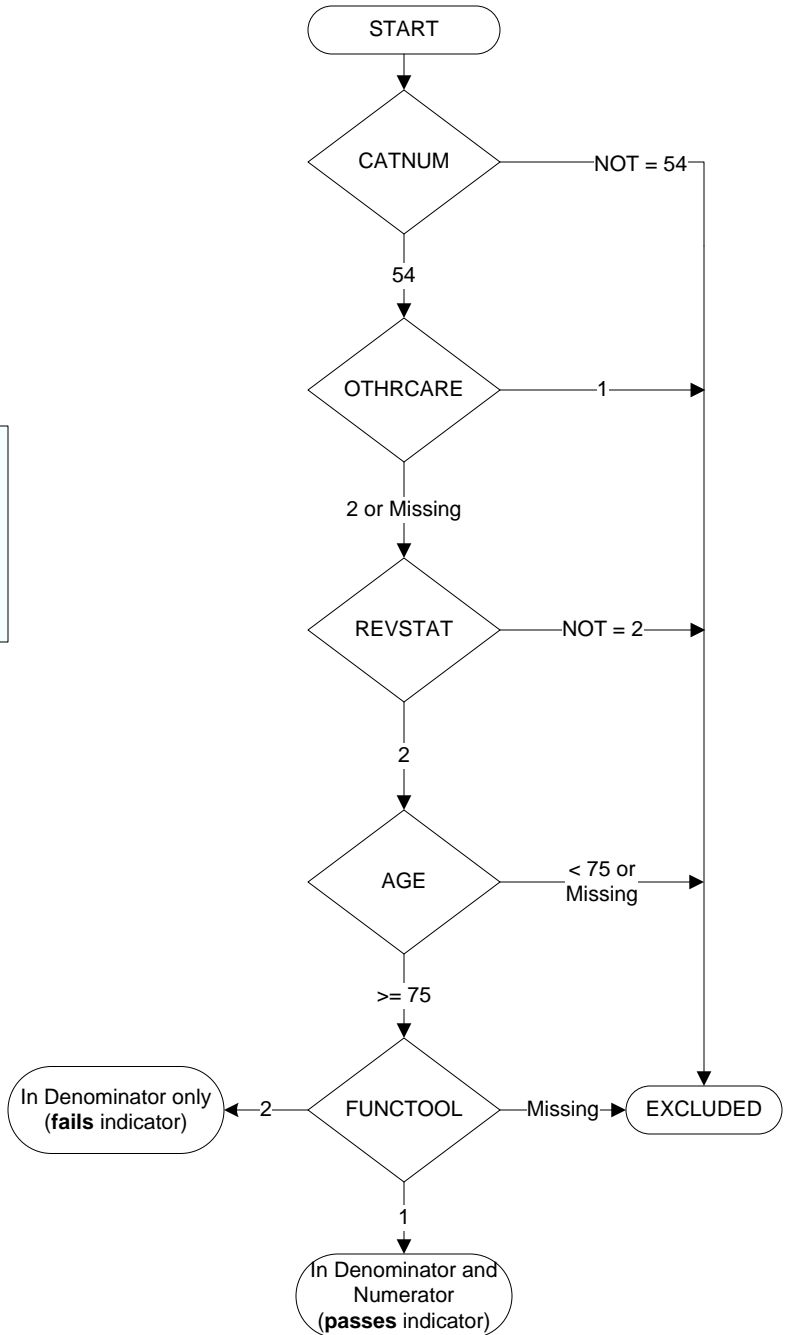 START
CATNUM
NOT = 54
54
OTHRCARE
1
2 or Missing
REVSTAT
NOT = 2
2
AGE
< 75 or
Missing
>= 75
In Denominator only
(fails indicator)
2
FUNCTOOL
Missing
EXCLUDED
1
In Denominator and
Numerator
(passes indicator)